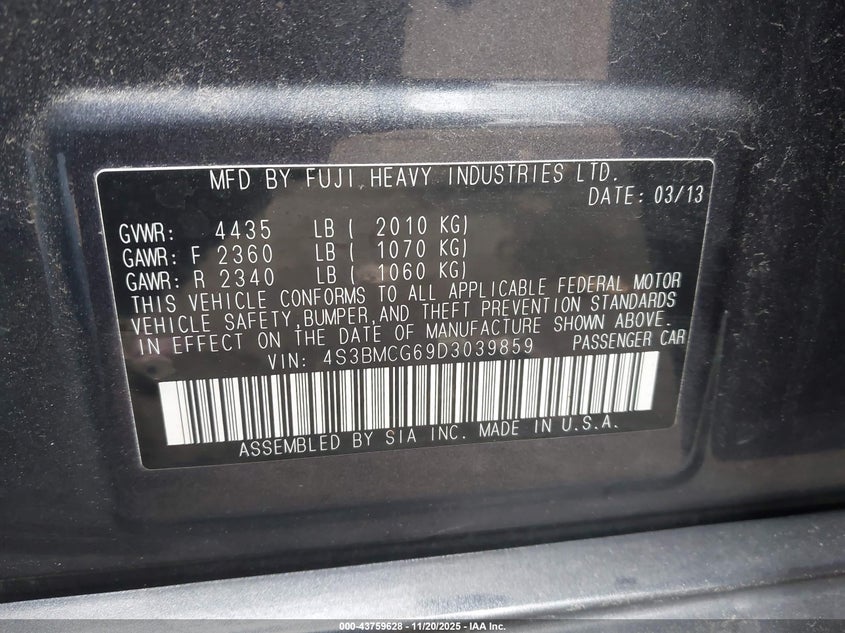 MFD BY FUJI HEAVY INDUSTRIES LTD.
DATE: 03/13
GVWR: 4435 LB ( 2010 KG)
GAWR: F 2360 LB ( 1070 KG)
GAWR: R 2340 LB ( 1060 KG)
THIS VEHICLE CONFORMS TO ALL APPLICABLE FEDERAL MOTOR
VEHICLE SAFETY,BUMPER,AND THEFT PREVENTION STANDARDS
IN EFFECT ON THE DATE OF MANUFACTURE SHOWN ABOVE.
VIN: 4S3BMCG69D3039859 PASSENGER CAR
ASSEMBLED BY SIA INC. MADE IN U.S.A.
000-43759628 - 11/20/2025 - IAA Inc.